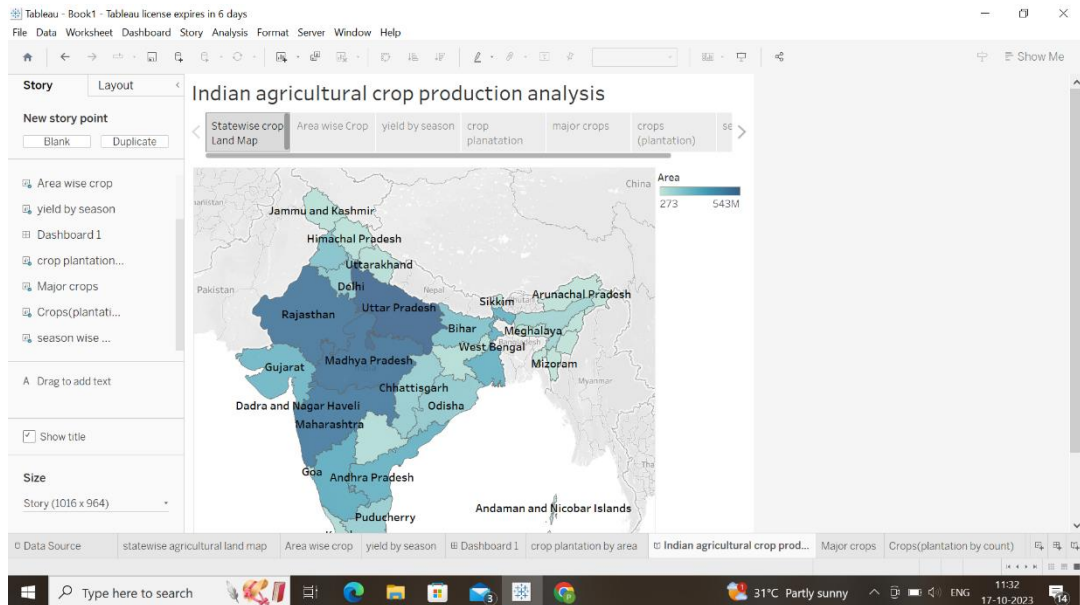 Tableau - Book1 - Tableau license expires in 6 days
File Data Worksheet Dashboard Story Analysis Format Server Window Help
Show Me
Story Layout
New story point
Blank Duplicate
Area wise crop
yield by season
Dashboard 1
crop plantation...
Major crops
Crops(plantati...
season wise ...
A Drag to add text
Show title
Size
Story (1016 x 964)
Indian agricultural crop production analysis
Statewise crop Area wise Crop yield by season crop major crops crops se
Land Map planatation (plantation)
Area
273 543M
China
Jammu and Kashmir
Himachal Pradesh
Uttarakhand
Pakistan
Delhi
Nepal
Sikkim
Arunachal Pradesh
Rajasthan
Uttar Pradesh
Bihar
Meghalaya
West Bengal
Gujarat
Madhya Pradesh
Mizoram
Myanmar
Chhattisgarh
Dadra and Nagar Haveli
Odisha
Maharashtra
Goa
Andhra Pradesh
Andaman and Nicobar Islands
Puducherry
Data Source statewise agricultural land map Area wise crop yield by season Dashboard 1 crop plantation by area Indian agricultural crop prod... Major crops Crops(plantation by count)
Type here to search
3
31°C Partly sunny
ENG
11:32
17-10-2023
14